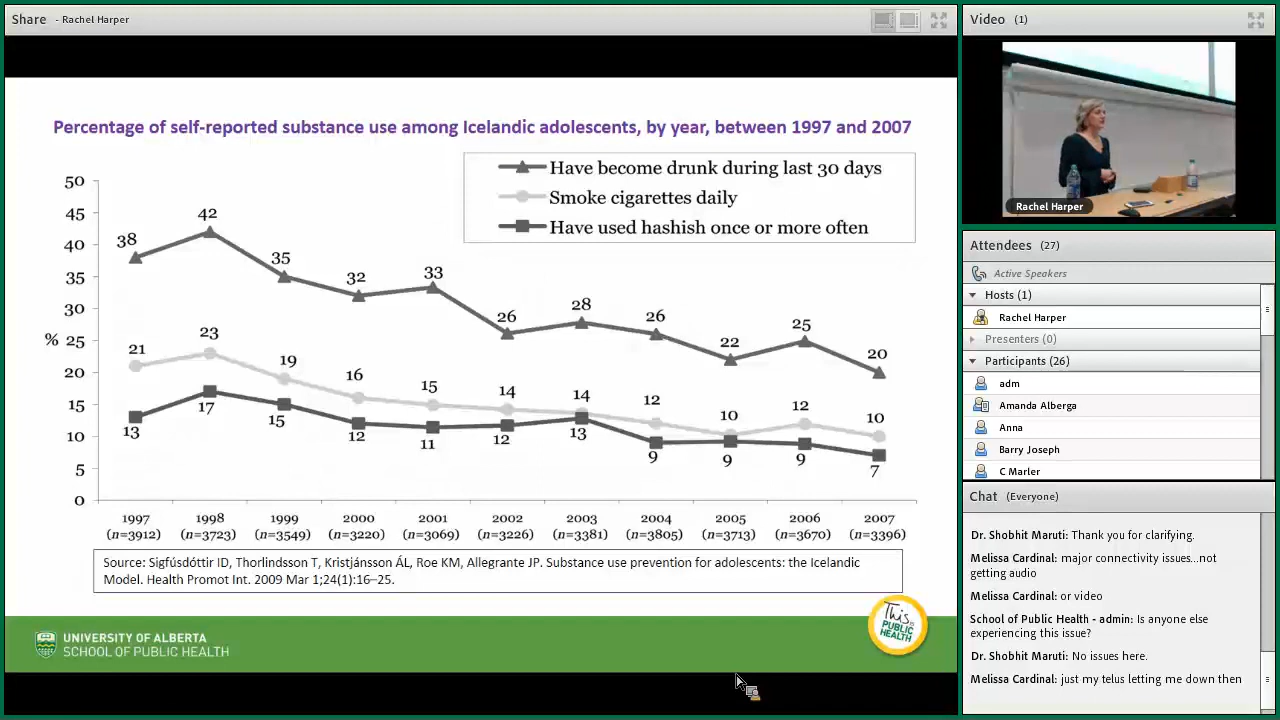 Share - Rachel Harper
Percentage of self-reported substance use among Icelandic adolescents, by year, between 1997 and 2007
Have become drunk during last 30 days
Smoke cigarettes daily
Have used hashish once or more often
%
50
45
40
35
30
25
20
15
10
5
0
38 42 35 32 33 26 28 26 22 25 20
21 23 19 16 15 14 14 12 10 12 10
13 17 15 12 11 12 13 9 9 9 7
1997 1998 1999 2000 2001 2002 2003 2004 2005 2006 2007
(n=3912) (n=3723) (n=3549) (n=3220) (n=3069) (n=3226) (n=3381) (n=3805) (n=3713) (n=3670) (n=3396)
Source: Sigfúsdóttir ID, Thorlindsson T, Kristjánsson ÁL, Roe KM, Allegrante JP. Substance use prevention for adolescents: the Icelandic
Model. Health Promot Int. 2009 Mar 1;24(1):16–25.
UNIVERSITY OF ALBERTA
SCHOOL OF PUBLIC HEALTH
This
is
PUBLIC
HEALTH
Video (1)
Rachel Harper
Attendees (27)
Active Speakers
Hosts (1)
Rachel Harper
Presenters (0)
Participants (26)
adm
Amanda Alberga
Anna
Barry Joseph
C Marler
Chat (Everyone)
Dr. Shobhit Maruti: Thank you for clarifying.
Melissa Cardinal: major connectivity issues...not
getting audio
Melissa Cardinal: or video
School of Public Health - admin: Is anyone else
experiencing this issue?
Dr. Shobhit Maruti: No issues here.
Melissa Cardinal: just my telus letting me down then